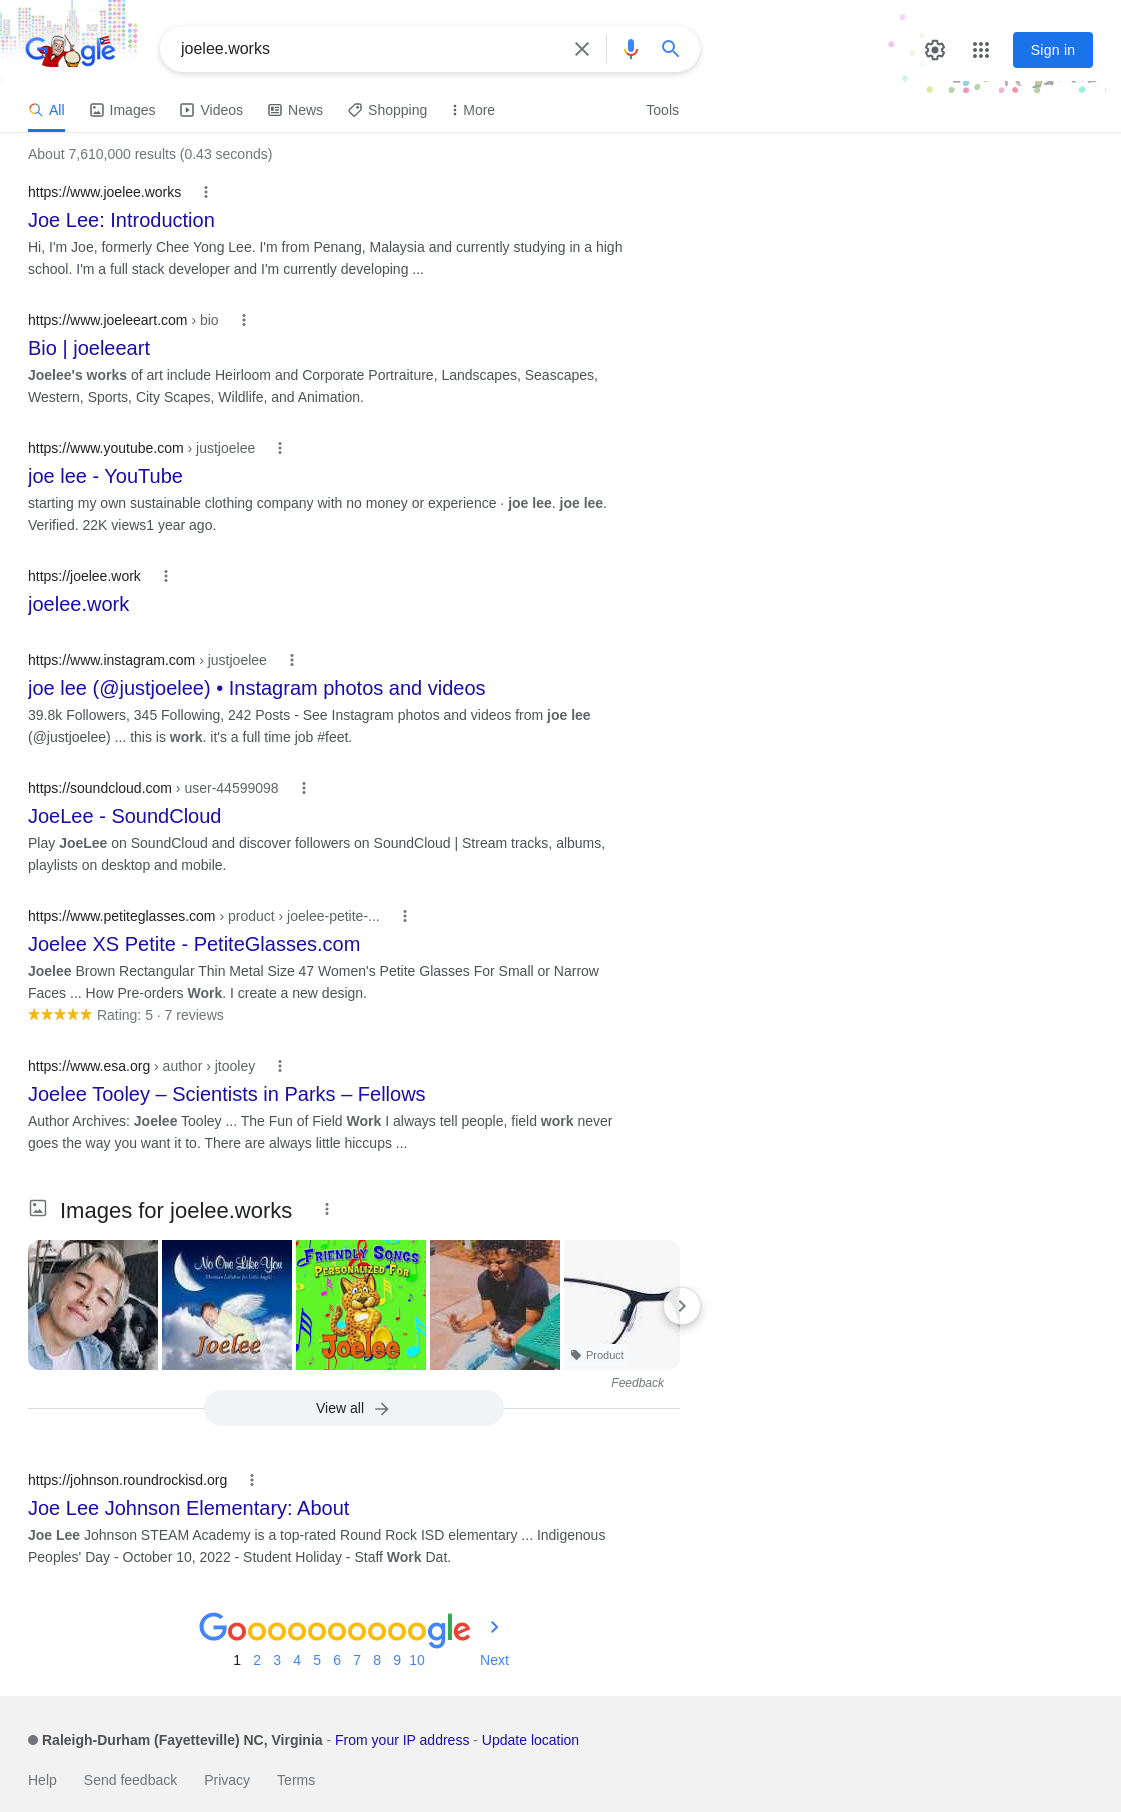 Google
joelee.works
Sign in
All
Images
Videos
News
Shopping
More
Tools
About 7,610,000 results (0.43 seconds)
https://www.joelee.works
Joe Lee: Introduction
Hi, I'm Joe, formerly Chee Yong Lee. I'm from Penang, Malaysia and currently studying in a high
school. I'm a full stack developer and I'm currently developing ...
https://www.joeleeart.com › bio
Bio | joeleeart
Joelee's works of art include Heirloom and Corporate Portraiture, Landscapes, Seascapes,
Western, Sports, City Scapes, Wildlife, and Animation.
https://www.youtube.com › justjoelee
joe lee - YouTube
starting my own sustainable clothing company with no money or experience · joe lee. joe lee.
Verified. 22K views1 year ago.
https://joelee.work
joelee.work
https://www.instagram.com › justjoelee
joe lee (@justjoelee) • Instagram photos and videos
39.8k Followers, 345 Following, 242 Posts - See Instagram photos and videos from joe lee
(@justjoelee) ... this is work. it's a full time job #feet.
https://soundcloud.com › user-44599098
JoeLee - SoundCloud
Play JoeLee on SoundCloud and discover followers on SoundCloud | Stream tracks, albums,
playlists on desktop and mobile.
https://www.petiteglasses.com › product › joelee-petite-...
Joelee XS Petite - PetiteGlasses.com
Joelee Brown Rectangular Thin Metal Size 47 Women's Petite Glasses For Small or Narrow
Faces ... How Pre-orders Work. I create a new design.
Rating: 5 · 7 reviews
https://www.esa.org › author › jtooley
Joelee Tooley – Scientists in Parks – Fellows
Author Archives: Joelee Tooley ... The Fun of Field Work I always tell people, field work never
goes the way you want it to. There are always little hiccups ...
Images for joelee.works
No One Like You
Joelee
FRIENDLY SONGS
PERSONALIZED FOR
Joelee
Product
Feedback
View all
https://johnson.roundrockisd.org
Joe Lee Johnson Elementary: About
Joe Lee Johnson STEAM Academy is a top-rated Round Rock ISD elementary ... Indigenous
Peoples' Day - October 10, 2022 - Student Holiday - Staff Work Dat.
Goooooooooogle
1 2 3 4 5 6 7 8 9 10 Next
Raleigh-Durham (Fayetteville) NC, Virginia - From your IP address - Update location
Help Send feedback Privacy Terms